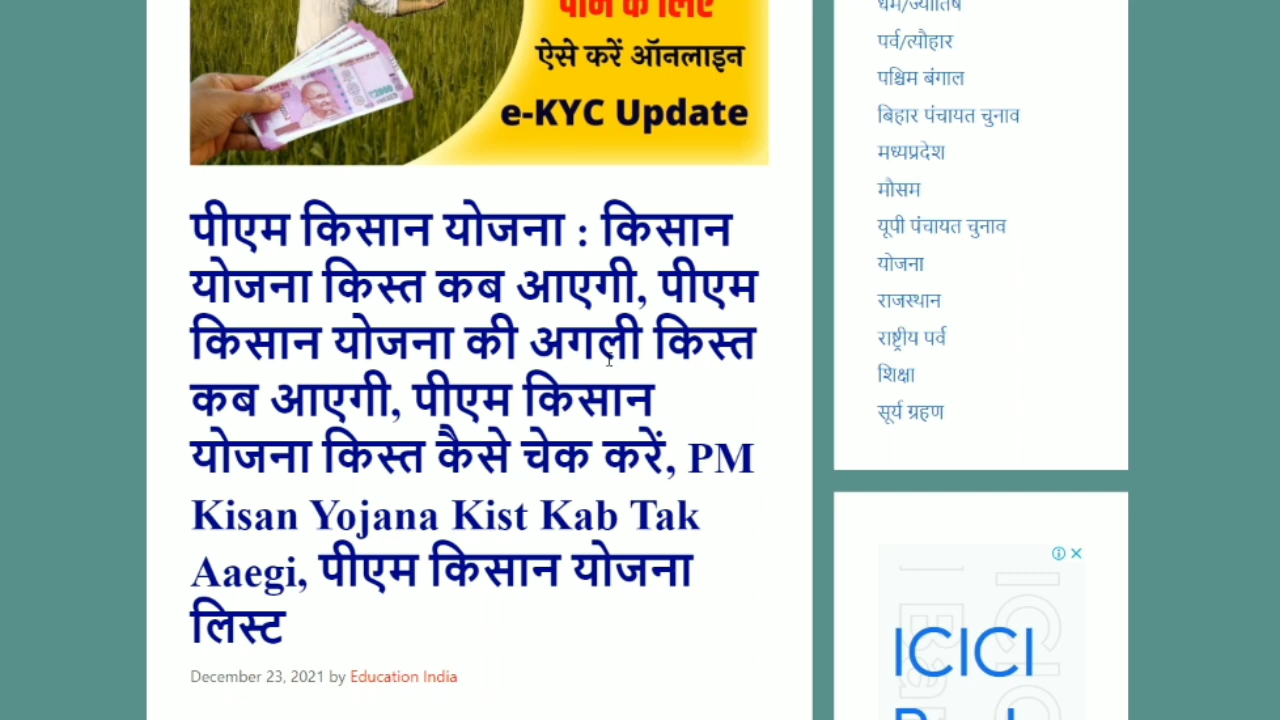 पाने के लिए
ऐसे करें ऑनलाइन
e-KYC Update
पीएम किसान योजना : किसान
योजना किस्त कब आएगी, पीएम
किसान योजना की अगली किस्त
कब आएगी, पीएम किसान
योजना किस्त कैसे चेक करें, PM
Kisan Yojana Kist Kab Tak
Aaegi, पीएम किसान योजना
लिस्ट
December 23, 2021 by Education India
धर्म/ज्योतिष
पर्व/त्यौहार
पश्चिम बंगाल
बिहार पंचायत चुनाव
मध्यप्रदेश
मौसम
यूपी पंचायत चुनाव
योजना
राजस्थान
राष्ट्रीय पर्व
शिक्षा
सूर्य ग्रहण
ICICI